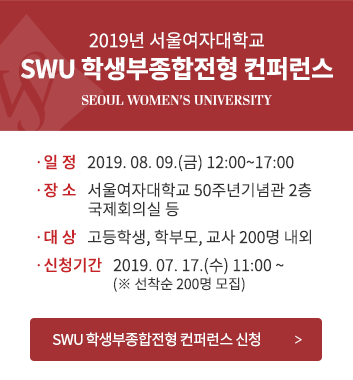 2019년 서울여자대학교
SWU 학생부종합전형 컨퍼런스
SEOUL WOMEN'S UNIVERSITY
· 일 정 2019. 08. 09.(금) 12:00~17:00
· 장 소 서울여자대학교 50주년기념관 2층
국제회의실 등
· 대 상 고등학생, 학부모, 교사 200명 내외
· 신청기간 2019. 07. 17.(수) 11:00 ~
(※ 선착순 200명 모집)
SWU 학생부종합전형 컨퍼런스 신청 >